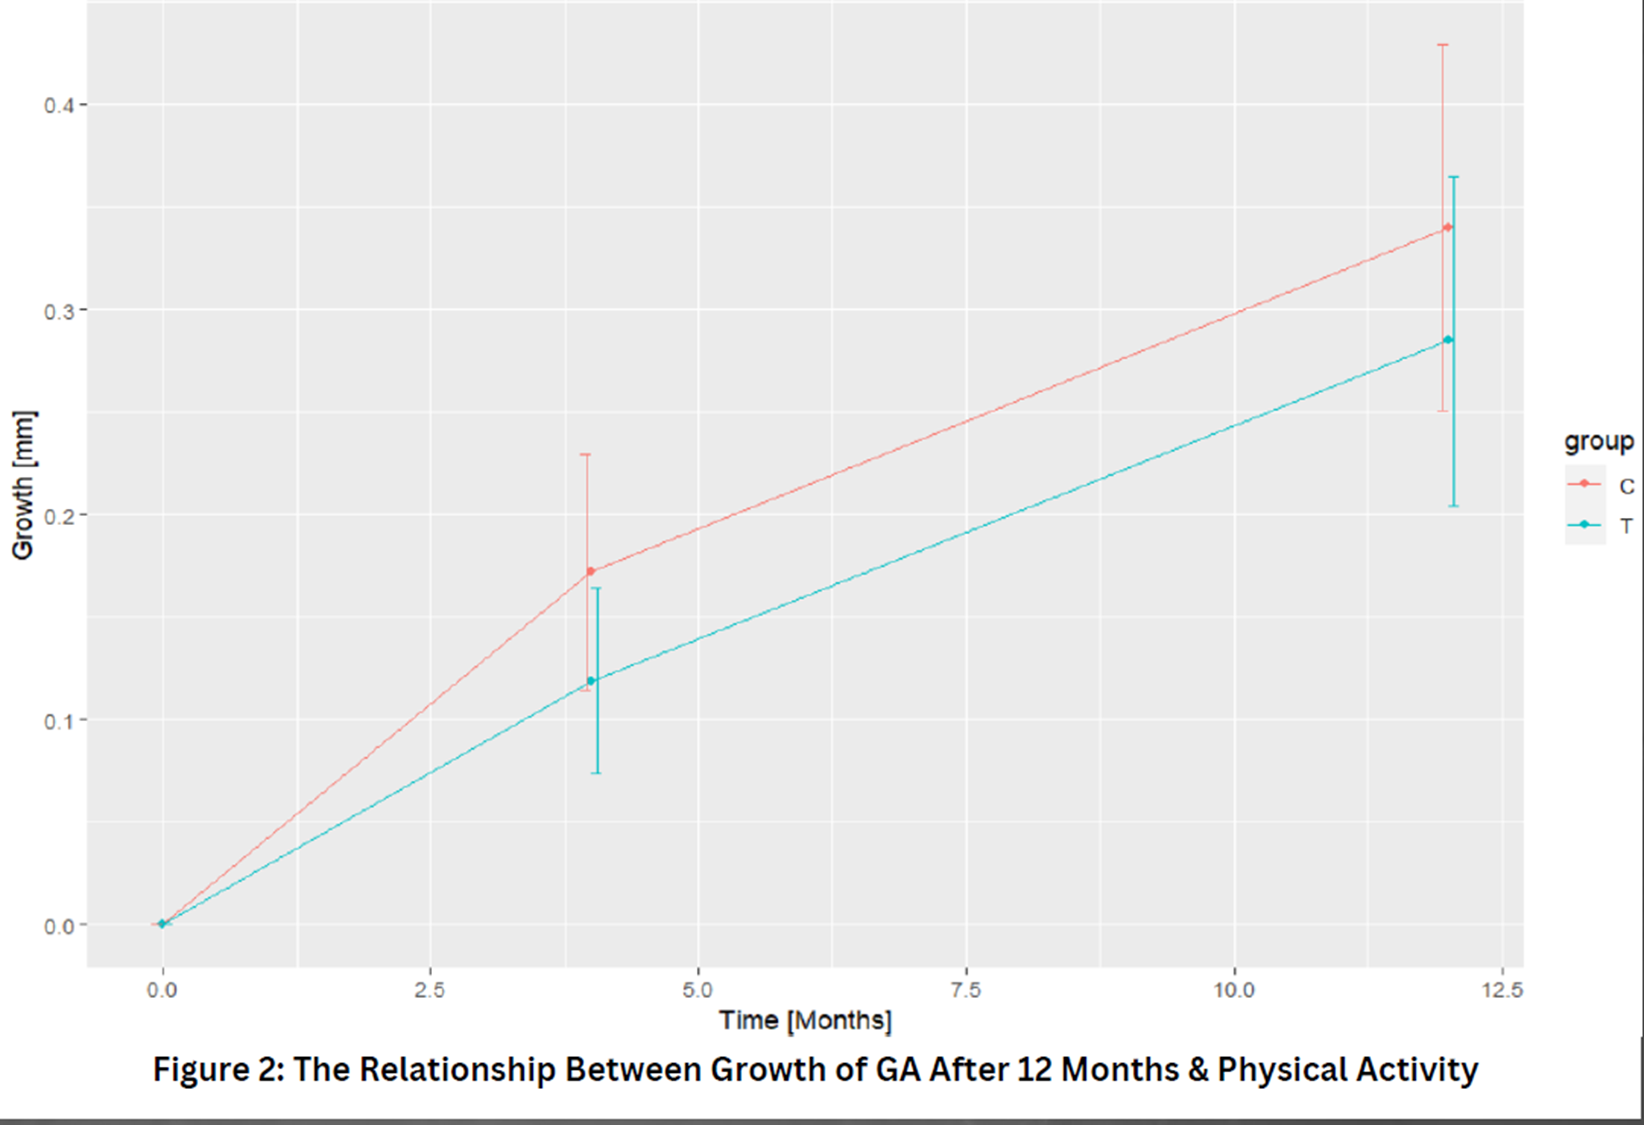 0.4
0.3
0.2
0.1
0.0
Growth [mm]
0.0 2.5 5.0 7.5 10.0 12.5
Time [Months]
group
C
T
Figure 2: The Relationship Between Growth of GA After 12 Months & Physical Activity